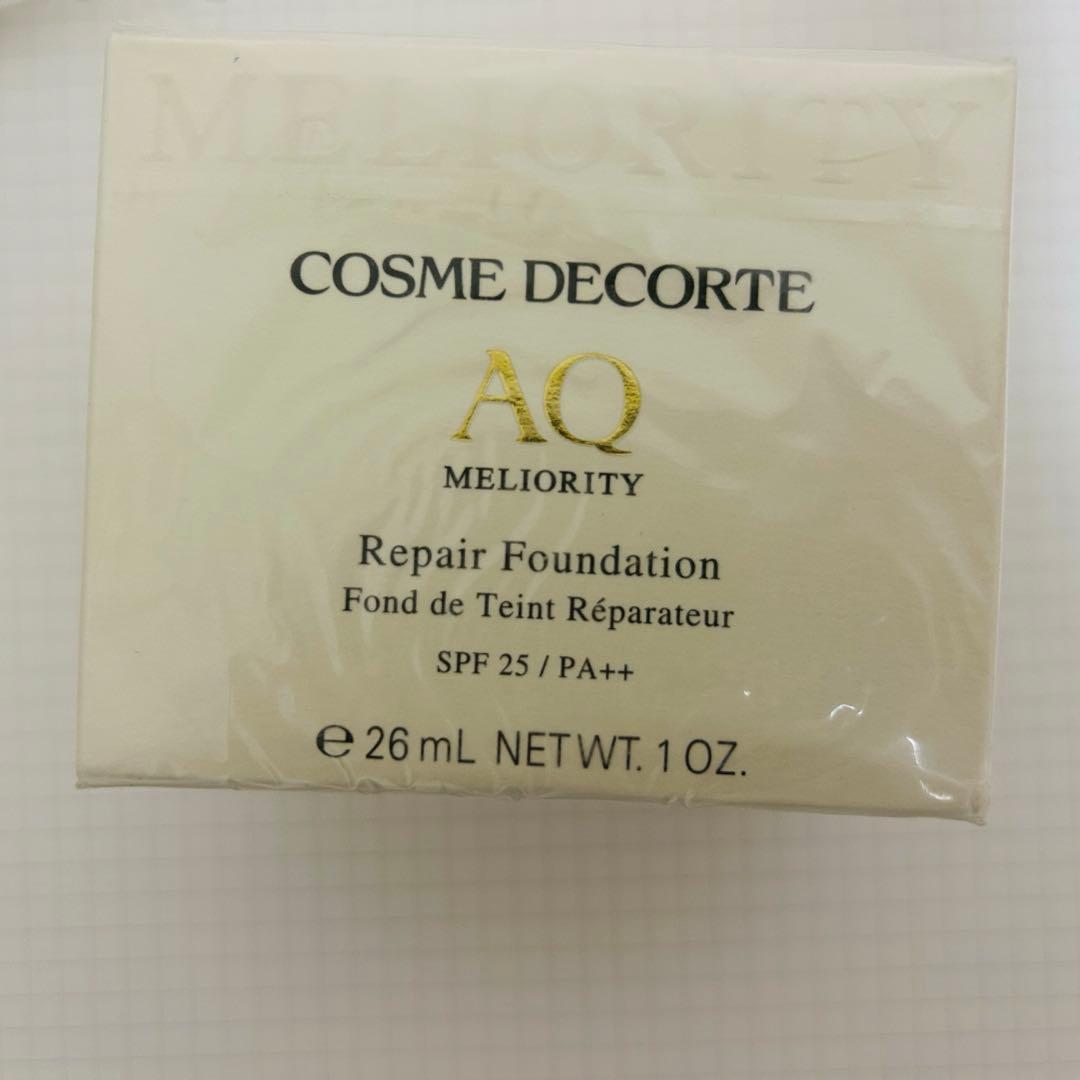 MELIORITY
COSME DECORTE
AQ
MELIORITY
Repair Foundation
Fond de Teint Réparateur
SPF 25 / PA++
℮ 26 mL NET WT. 1 OZ.